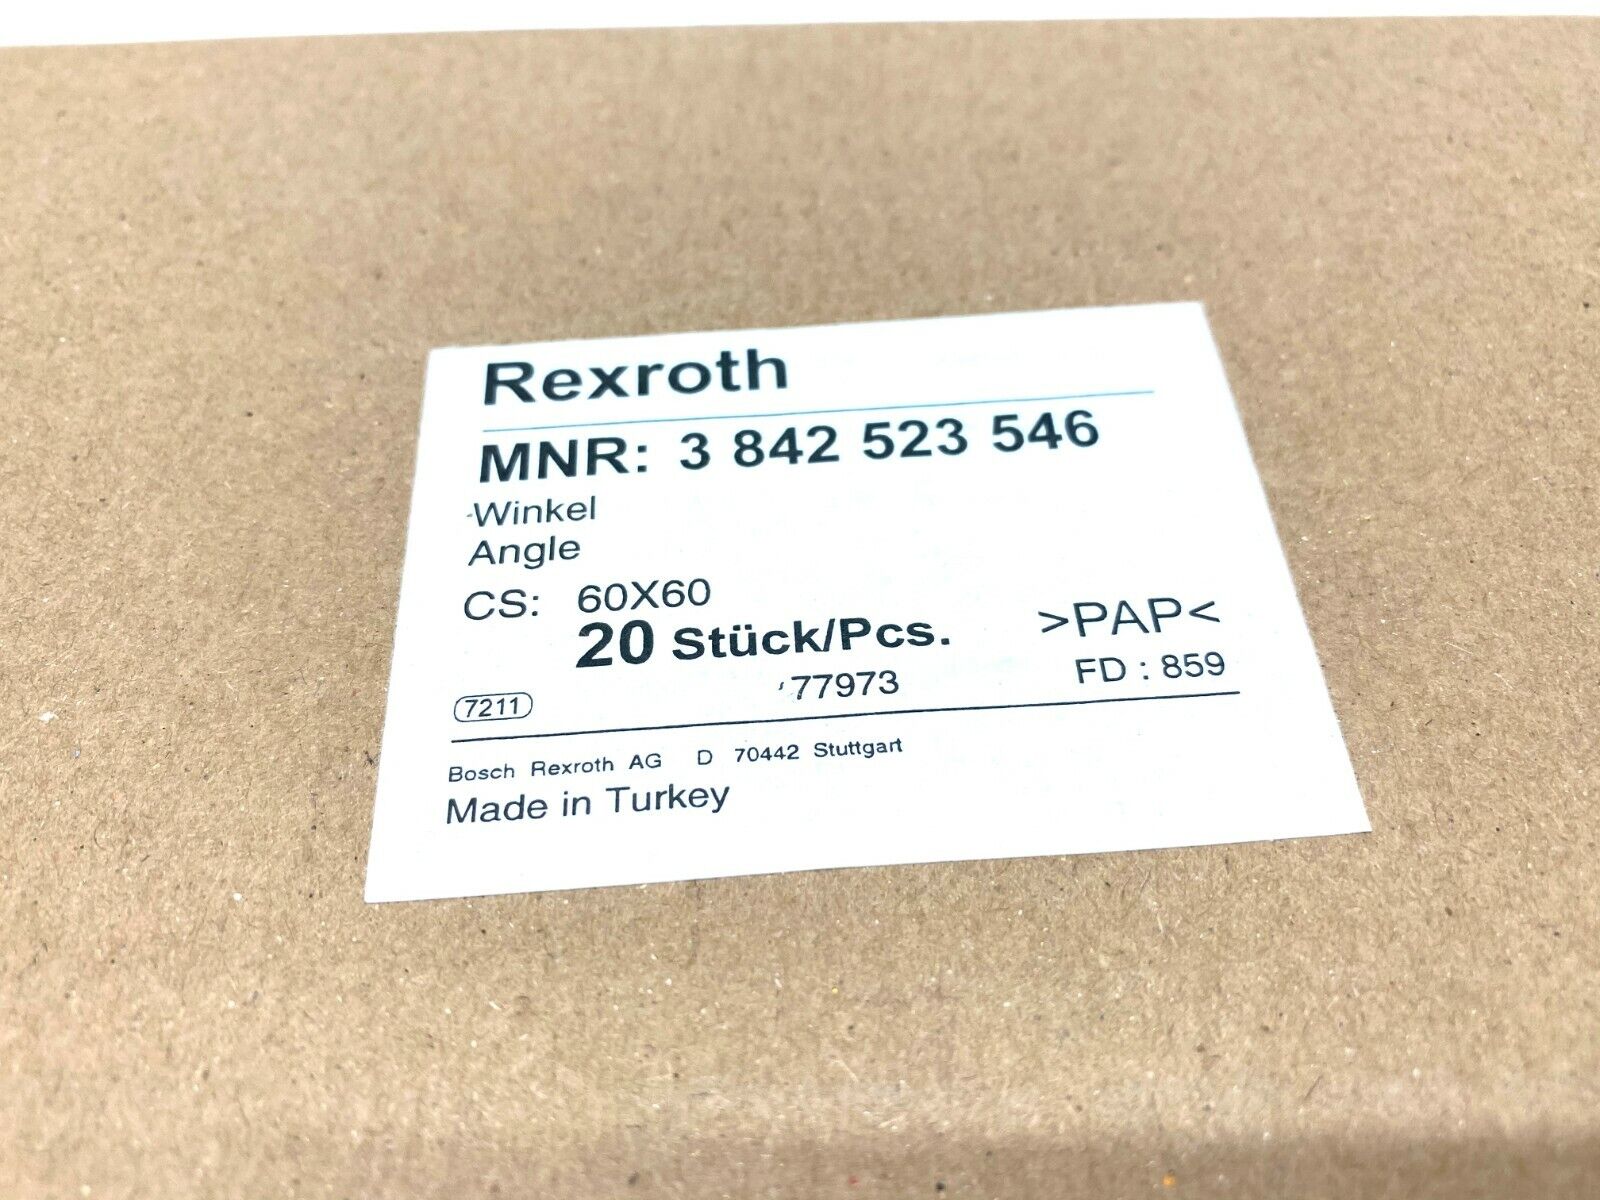 Rexroth
MNR: 3 842 523 546
Winkel
Angle
CS: 60X60
20 Stück/Pcs. >PAP<
7211 77973 FD : 859
Bosch Rexroth AG D 70442 Stuttgart
Made in Turkey